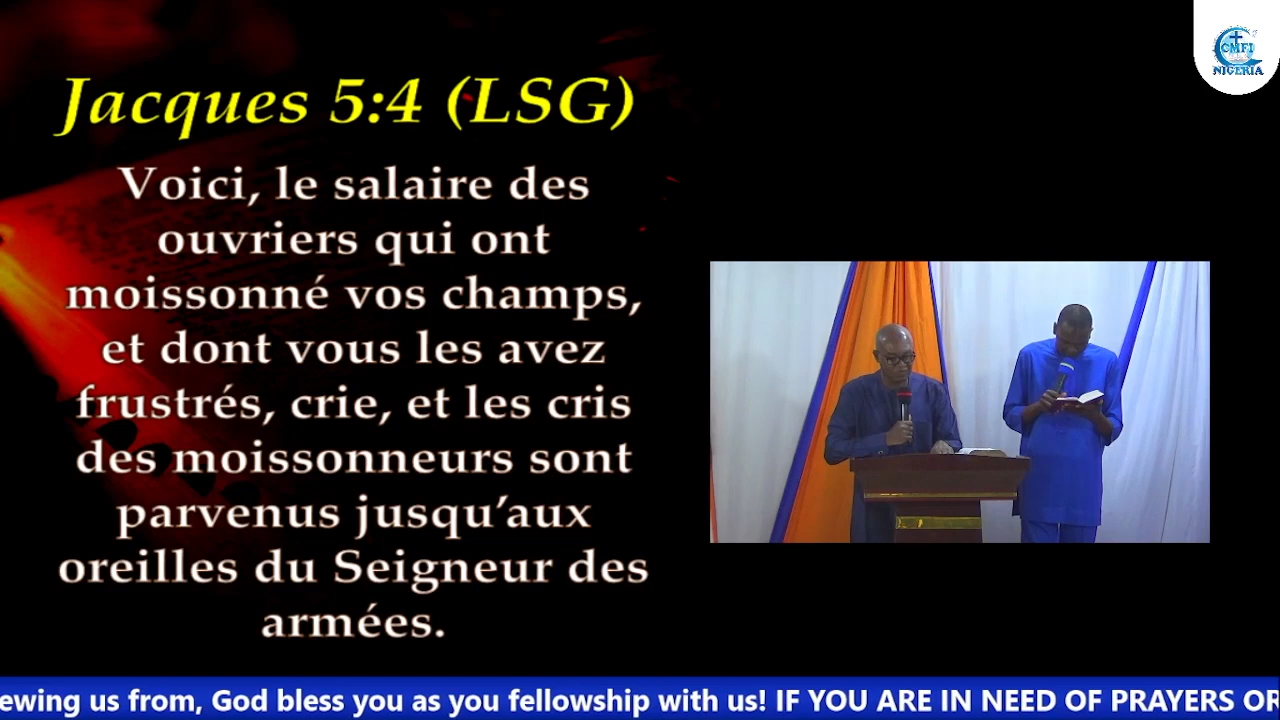 Jacques 5:4 (LSG)
Voici, le salaire des
ouvriers qui ont
moissonné vos champs,
et dont vous les avez
frustrés, crie, et les cris
des moissonneurs sont
parvenus jusqu’aux
oreilles du Seigneur des
armées.
CMFI
NIGERIA
ewing us from, God bless you as you fellowship with us! IF YOU ARE IN NEED OF PRAYERS OR